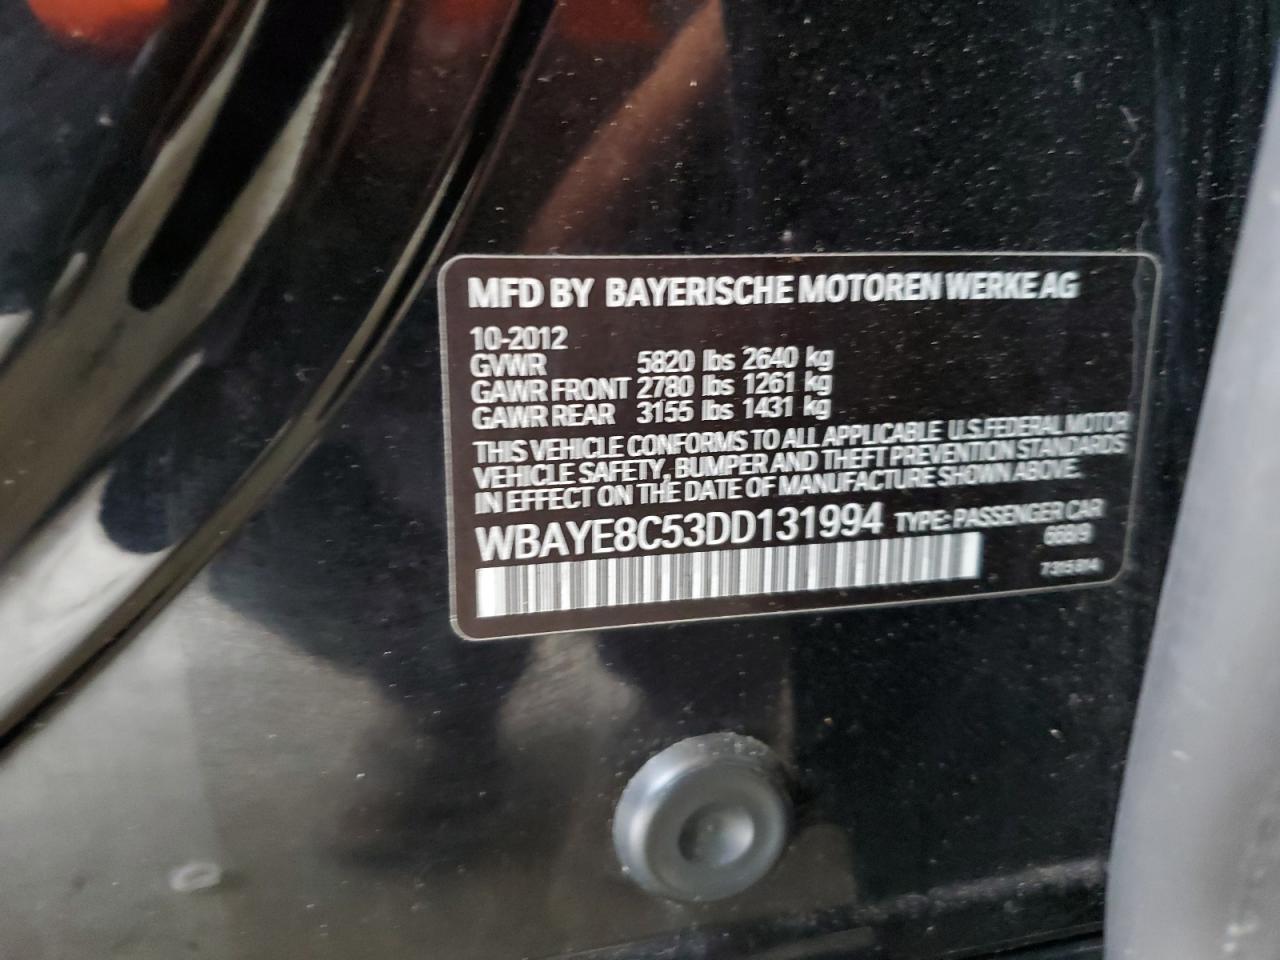 MFD BY BAYERISCHE MOTOREN WERKE AG
10-2012
GVWR 5820 lbs 2640 kg
GAWR FRONT 2780 lbs 1261 kg
GAWR REAR 3155 lbs 1431 kg
THIS VEHICLE CONFORMS TO ALL APPLICABLE U.S.FEDERAL MOTOR
VEHICLE SAFETY, BUMPER AND THEFT PREVENTION STANDARDS
IN EFFECT ON THE DATE OF MANUFACTURE SHOWN ABOVE.
WBAYE8C53DD131994 TYPE: PASSENGER CAR
668/9
7315814